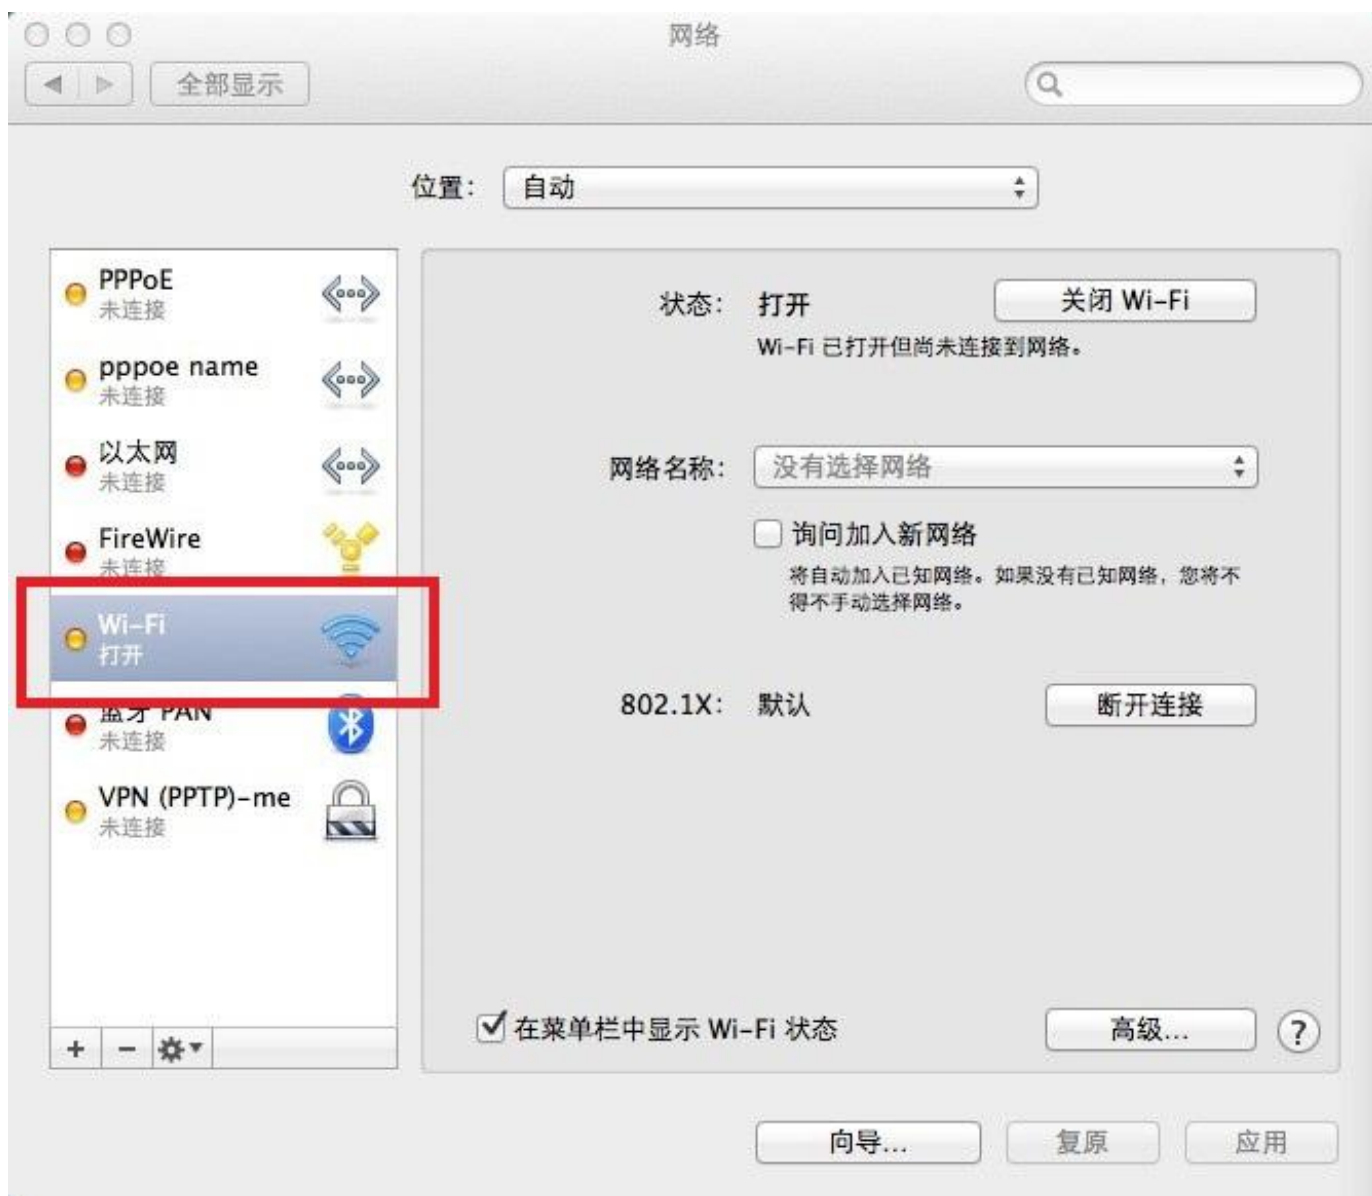 网络
全部显示
位置: 自动
PPPoE
未连接
pppoe name
未连接
以太网
未连接
FireWire
未连接
Wi-Fi
打开
蓝牙 PAN
未连接
VPN (PPTP)-me
未连接
状态: 打开 关闭 Wi-Fi
Wi-Fi 已打开但尚未连接到网络。
网络名称: 没有选择网络
询问加入新网络
将自动加入已知网络。如果没有已知网络，您将不
得不手动选择网络。
802.1X: 默认 断开连接
在菜单栏中显示 Wi-Fi 状态 高级... ?
向导... 复原 应用